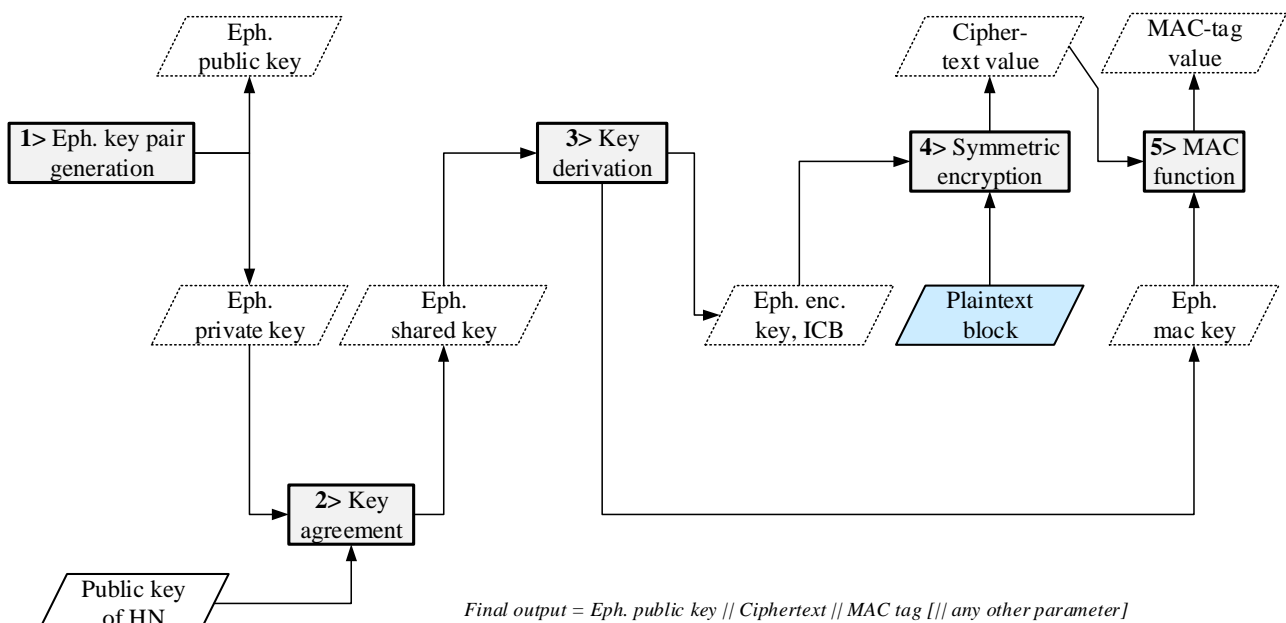 Eph.
public key
Cipher-
text value
MAC-tag
value
1> Eph. key pair
generation
3> Key
derivation
4> Symmetric
encryption
5> MAC
function
Eph.
private key
Eph.
shared key
Eph. enc.
key, ICB
Plaintext
block
Eph.
mac key
2> Key
agreement
Public key
of HN
Final output = Eph. public key || Ciphertext || MAC tag [|| any other parameter]